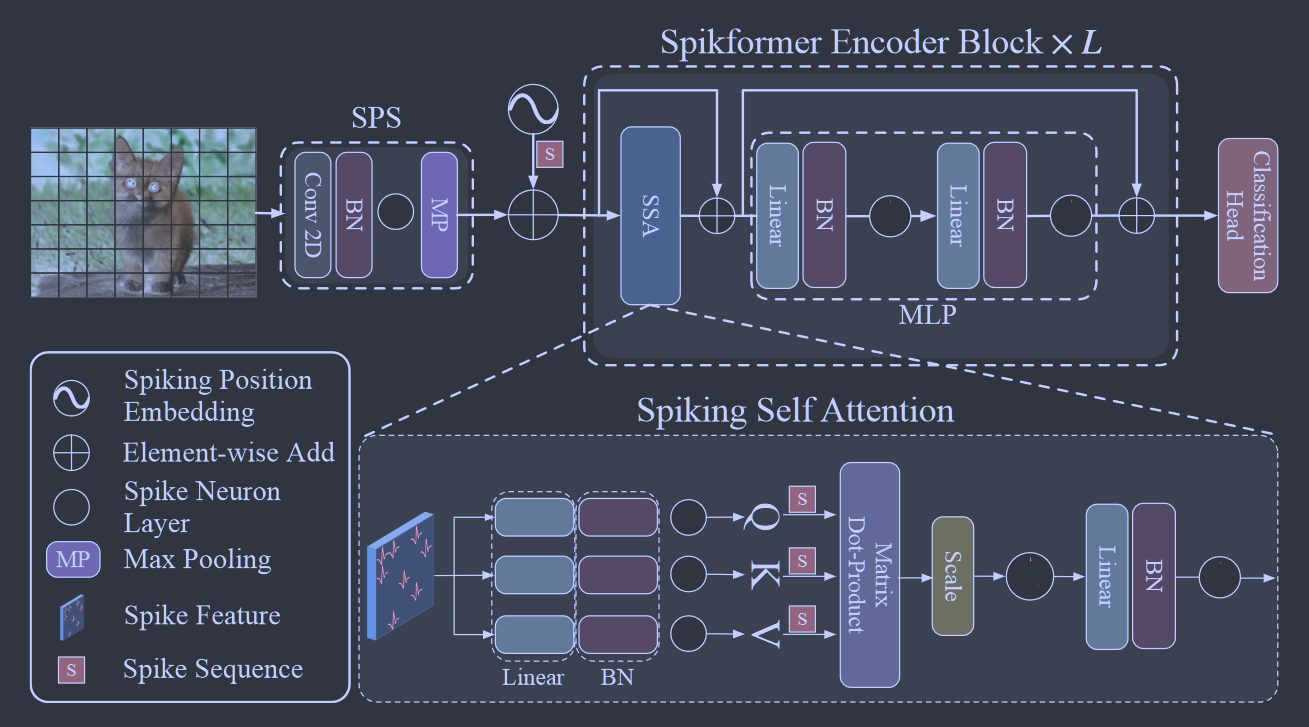 Spikformer Encoder Block × L
SPS
S
Conv 2D
BN
MP
SSA
Linear
BN
Linear
BN
MLP
Classification
Head
Spiking Position
Embedding
Element-wise Add
Spike Neuron
Layer
MP
Max Pooling
Spike Feature
S
Spike Sequence
Spiking Self Attention
Linear
BN
Q
K
V
S
S
S
Matrix
Dot-Product
Scale
Linear
BN